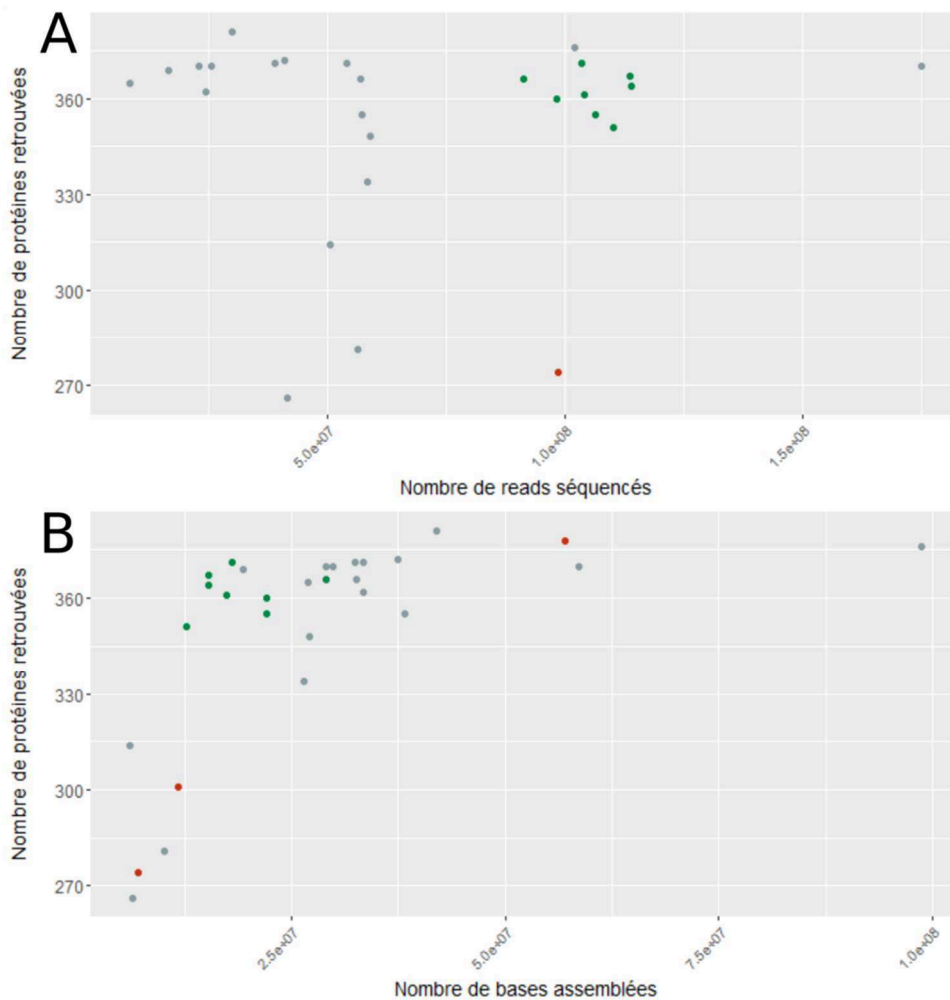 A
Nombre de protéines retrouvées
360
330
300
270
5.0e+07
1.0e+08
1.5e+08
Nombre de reads séquencés
B
Nombre de protéines retrouvées
360
330
300
270
2.5e+07
5.0e+07
7.5e+07
1.0e+08
Nombre de bases assemblées